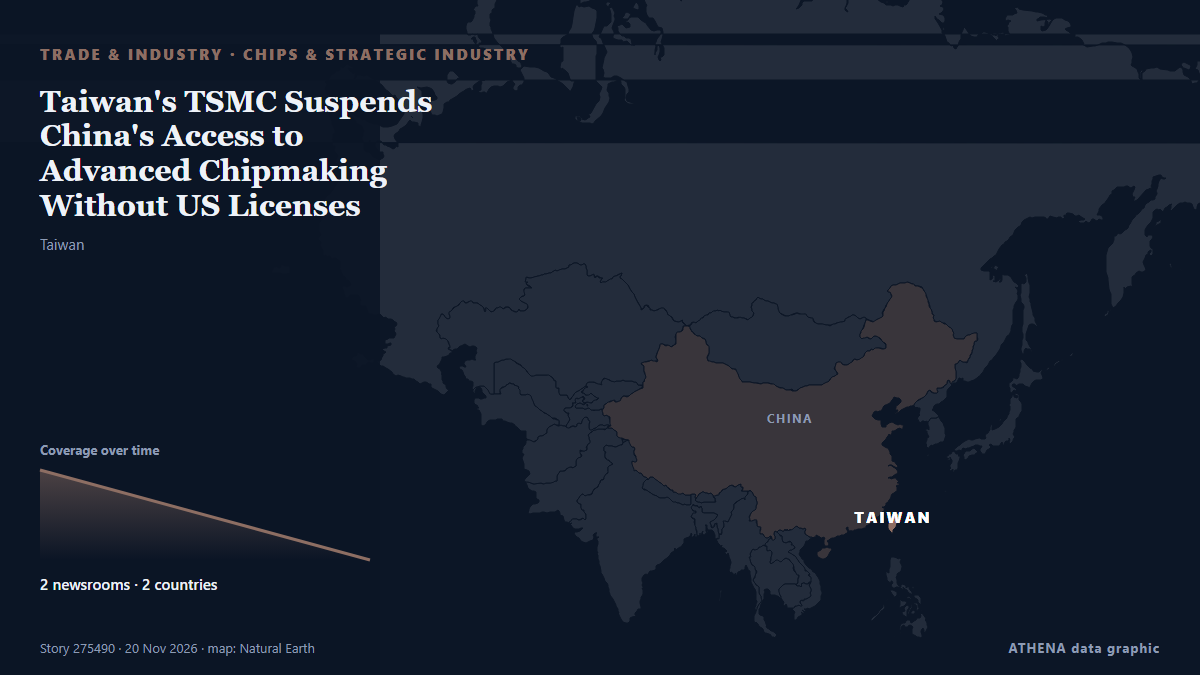 TRADE & INDUSTRY · CHIPS & STRATEGIC INDUSTRY
Taiwan's TSMC Suspends
China's Access to
Advanced Chipmaking
Without US Licenses
Taiwan
CHINA
Coverage over time
TAIWAN
2 newsrooms · 2 countries
Story 275490 · 20 Nov 2026 · map: Natural Earth
ATHENA data graphic